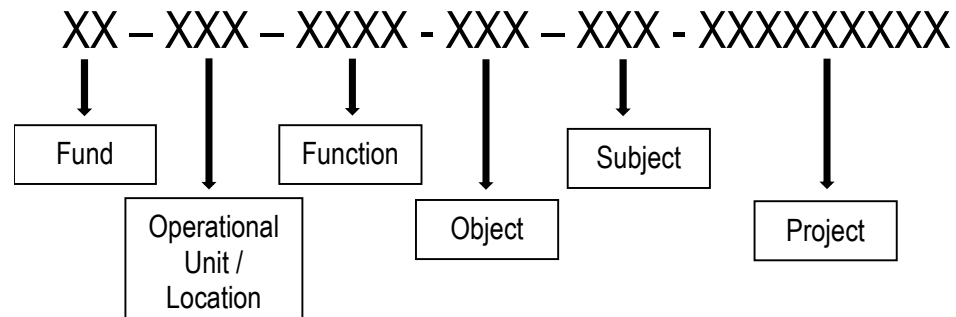 XX – XXX – XXXX - XXX – XXX - XXXXXXXXX
Fund
Function
Subject
Operational
Unit /
Location
Object
Project